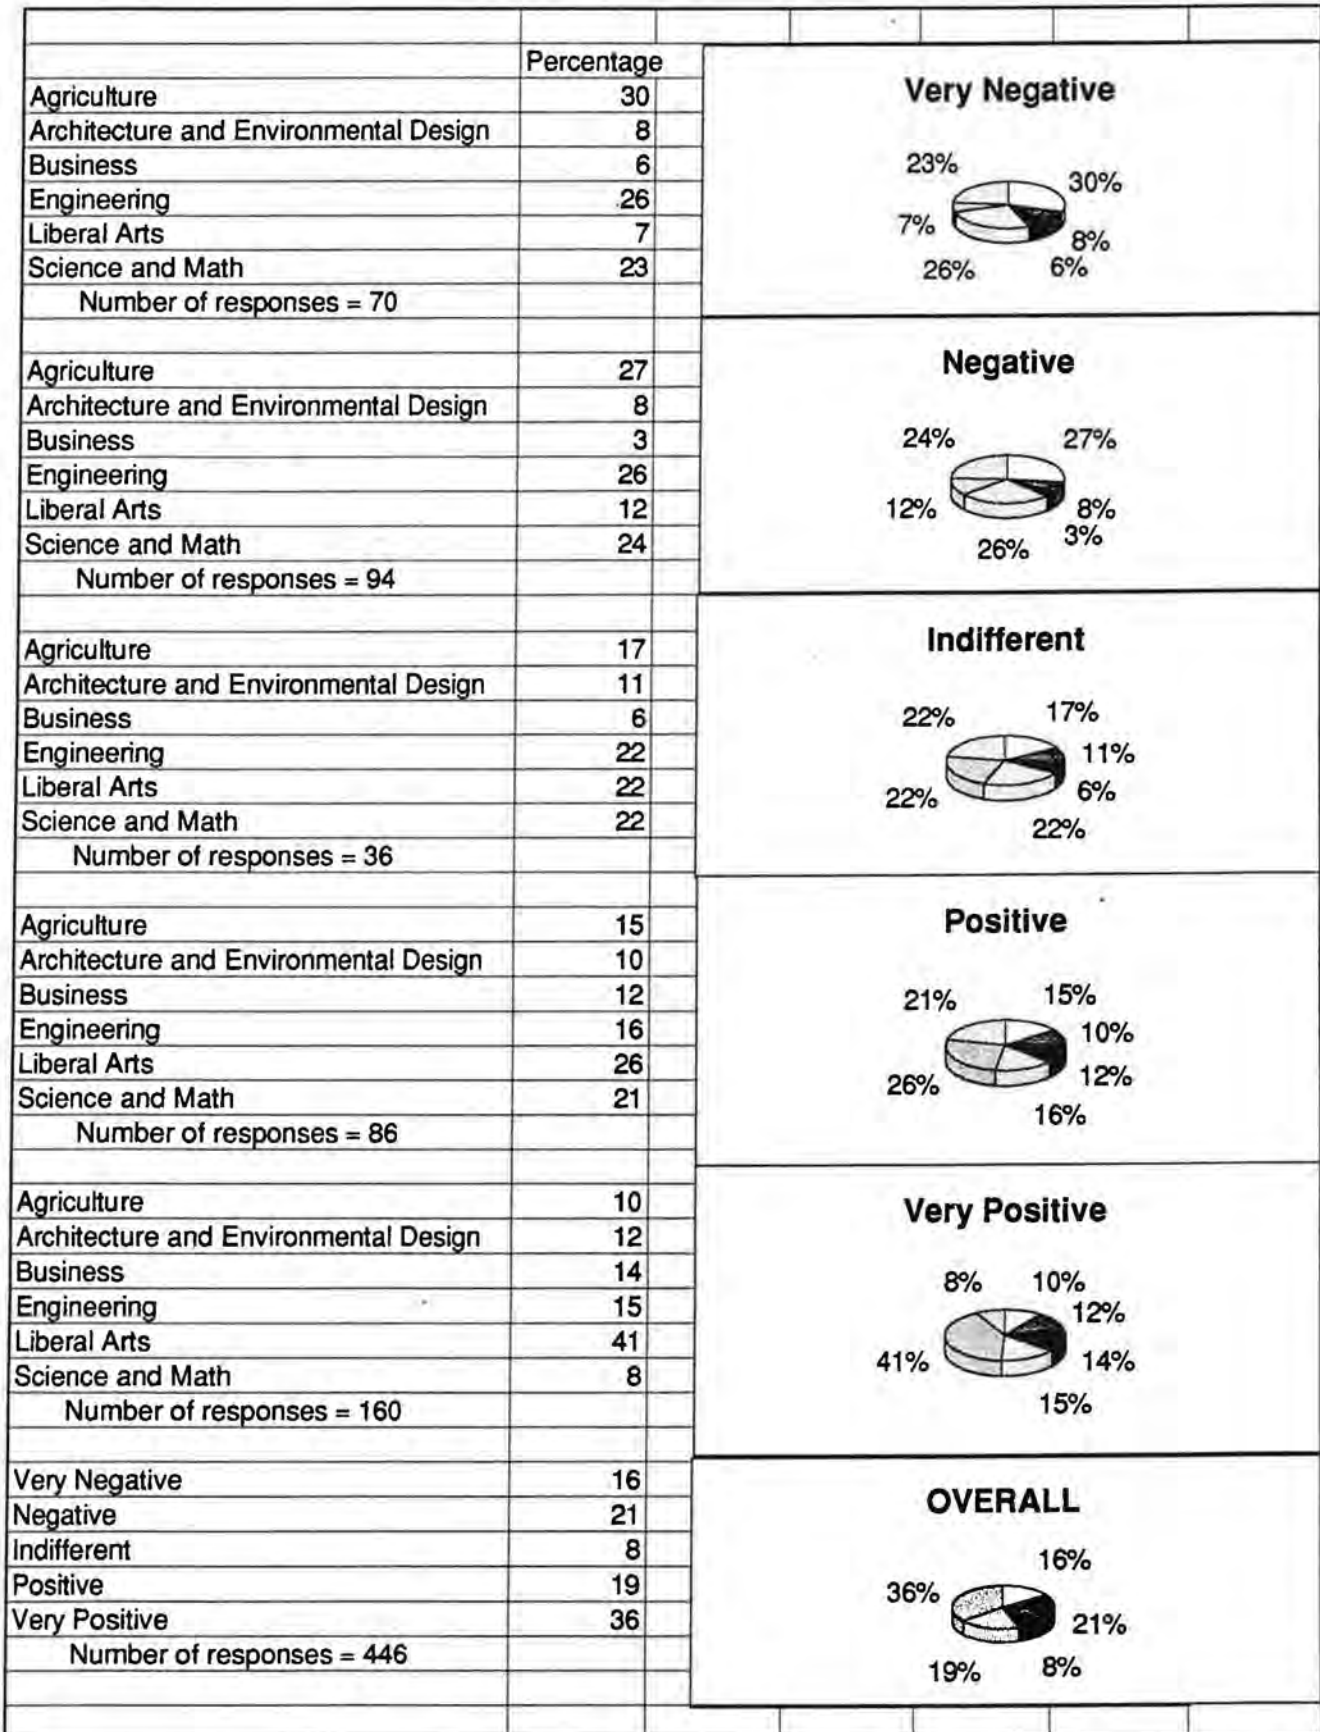 Percentage
Agriculture 30
Architecture and Environmental Design 8
Business 6
Engineering 26
Liberal Arts 7
Science and Math 23
Number of responses = 70
Very Negative
23% 30%
7% 8%
26% 6%
Agriculture 27
Architecture and Environmental Design 8
Business 3
Engineering 26
Liberal Arts 12
Science and Math 24
Number of responses = 94
Negative
24% 27%
12% 8%
26% 3%
Agriculture 17
Architecture and Environmental Design 11
Business 6
Engineering 22
Liberal Arts 22
Science and Math 22
Number of responses = 36
Indifferent
22% 17%
11%
22% 6%
22%
Agriculture 15
Architecture and Environmental Design 10
Business 12
Engineering 16
Liberal Arts 26
Science and Math 21
Number of responses = 86
Positive
21% 15%
10%
26% 12%
16%
Agriculture 10
Architecture and Environmental Design 12
Business 14
Engineering 15
Liberal Arts 41
Science and Math 8
Number of responses = 160
Very Positive
8% 10%
12%
41% 14%
15%
Very Negative 16
Negative 21
Indifferent 8
Positive 19
Very Positive 36
Number of responses = 446
OVERALL
16%
36%
21%
19% 8%